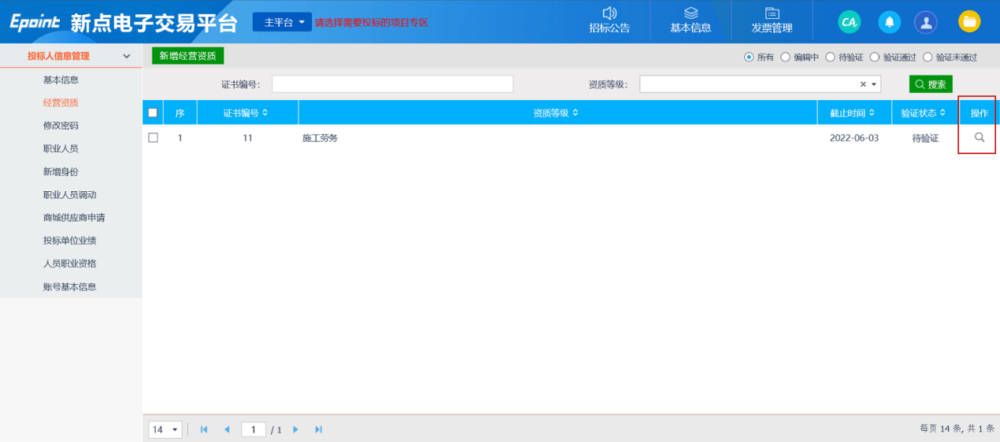 Epoint 新点电子交易平台 主平台 请选择需要投标的项目专区 招标公告 基本信息 发票管理 CA
投标人信息管理
基本信息
经营资质
修改密码
职业人员
新增身份
职业人员调动
商城供应商申请
投标单位业绩
人员职业资格
账号基本信息
新增经营资质 所有 编辑中 待验证 验证通过 验证未通过
证书编号： 资质等级： 搜索
序 证书编号 资质等级 截止时间 验证状态 操作
1 11 施工劳务 2022-06-03 待验证
14 1 / 1 每页 14 条, 共 1 条